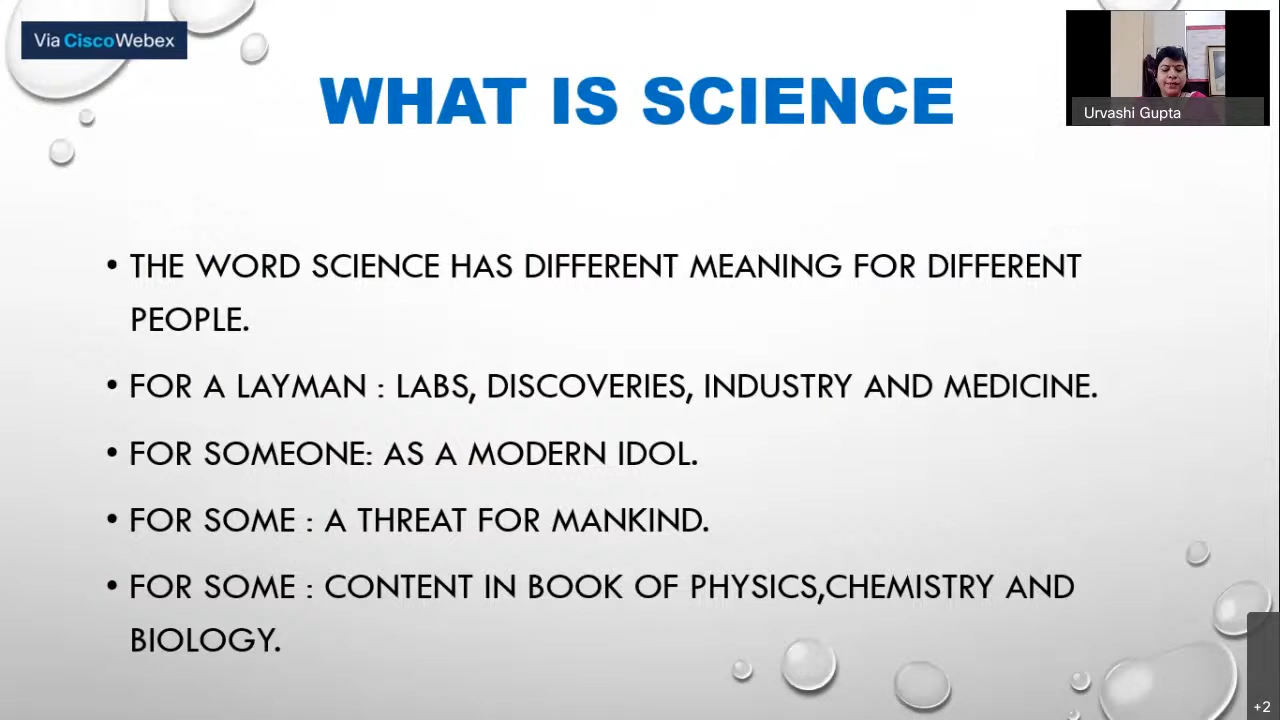 Via Cisco Webex
WHAT IS SCIENCE
Urvashi Gupta
• THE WORD SCIENCE HAS DIFFERENT MEANING FOR DIFFERENT
PEOPLE.
• FOR A LAYMAN : LABS, DISCOVERIES, INDUSTRY AND MEDICINE.
• FOR SOMEONE: AS A MODERN IDOL.
• FOR SOME : A THREAT FOR MANKIND.
• FOR SOME : CONTENT IN BOOK OF PHYSICS,CHEMISTRY AND
BIOLOGY.
+2